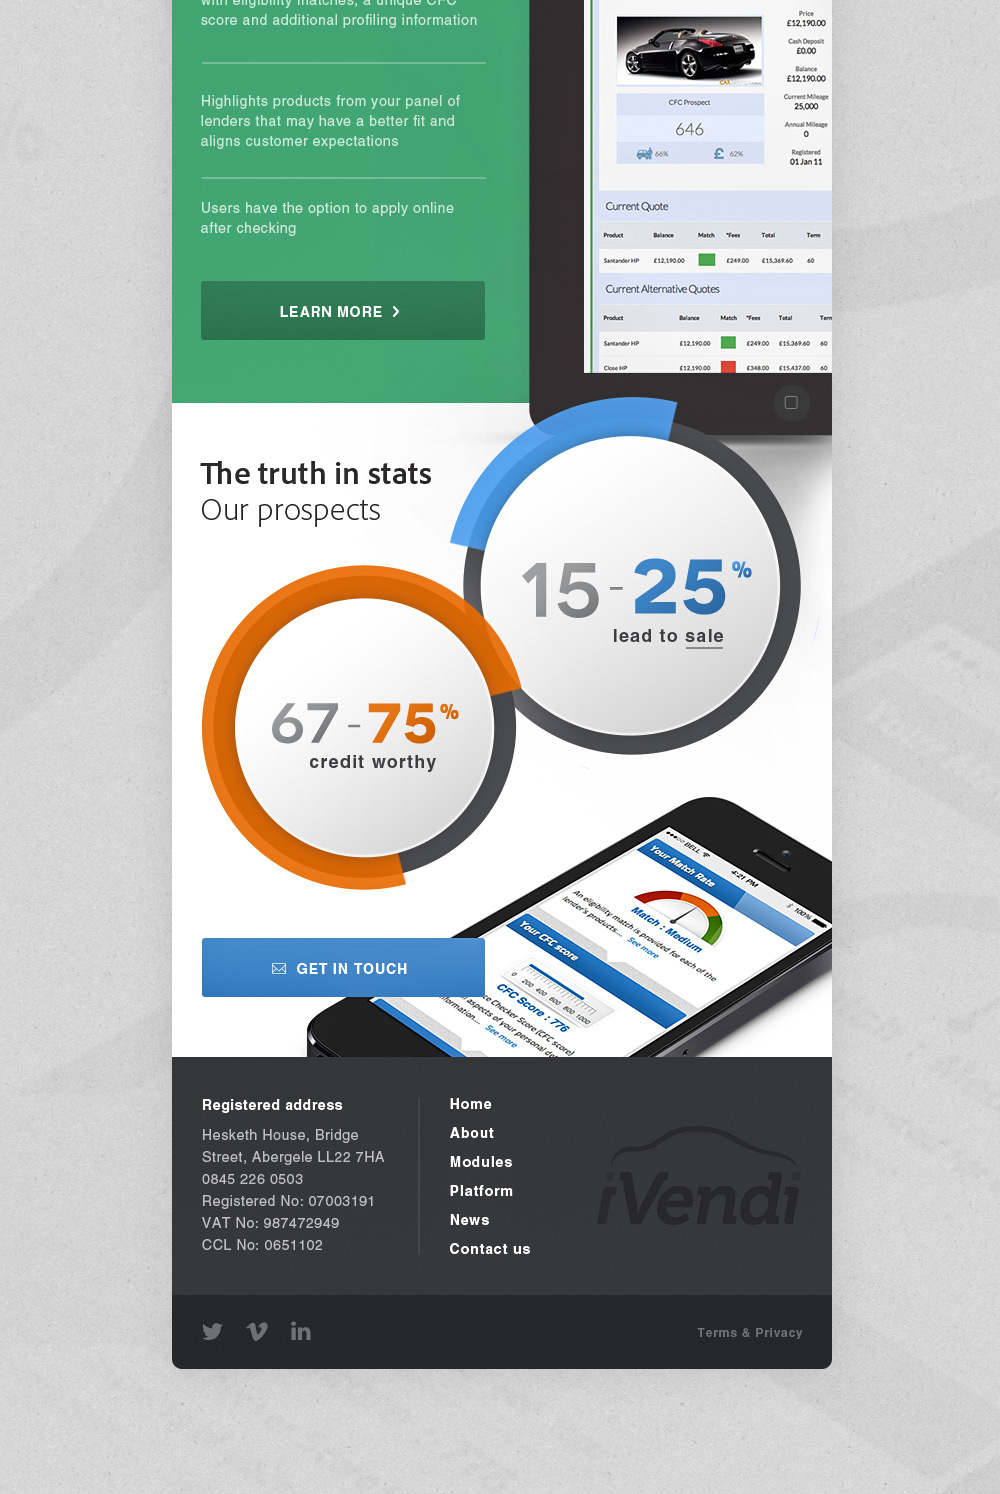 with eligibility matches, a unique CFC
score and additional profiling information
Highlights products from your panel of
lenders that may have a better fit and
aligns customer expectations
Users have the option to apply online
after checking
LEARN MORE
CFC Prospect
646
66% 62%
Price
£12,190.00
Cash Deposit
£0.00
Balance
£12,190.00
Current Mileage
25,000
Annual Mileage
0
Registered
01 Jan 11
Current Quote
Product Balance Match *Fees Total Term
Santander HP £12,190.00 £249.00 £15,369.60 60
Current Alternative Quotes
Product Balance Match *Fees Total Term
Santander HP £12,190.00 £249.00 £15,369.60 60
Close HP £12,190.00 £348.00 £15,437.00 60
The truth in stats
Our prospects
15 - 25%
lead to sale
67 - 75%
credit worthy
BELL 4:21 PM 100%
Your Match Rate
Match : Medium
An eligibility match is provided for each of the
lender's products.... See more
Your CFC score
0 200 400 600 800 1000
CFC Score : 776
ce Checker Score (CFC score)
aspects of your personal
formation.... See more
GET IN TOUCH
Registered address
Hesketh House, Bridge
Street, Abergele LL22 7HA
0845 226 0503
Registered No: 07003191
VAT No: 987472949
CCL No: 0651102
Home
About
Modules
Platform
News
Contact us
iVendi
Terms & Privacy